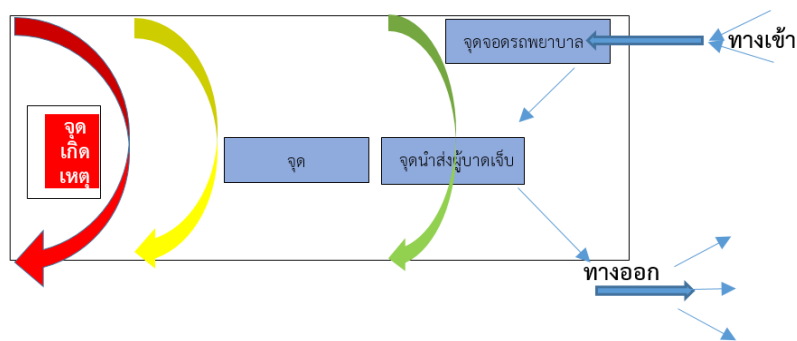 จุดจอดรถพยาบาล
ทางเข้า
จุด
เกิด
เหตุ
จุด
จุดนำส่งผู้บาดเจ็บ
ทางออก